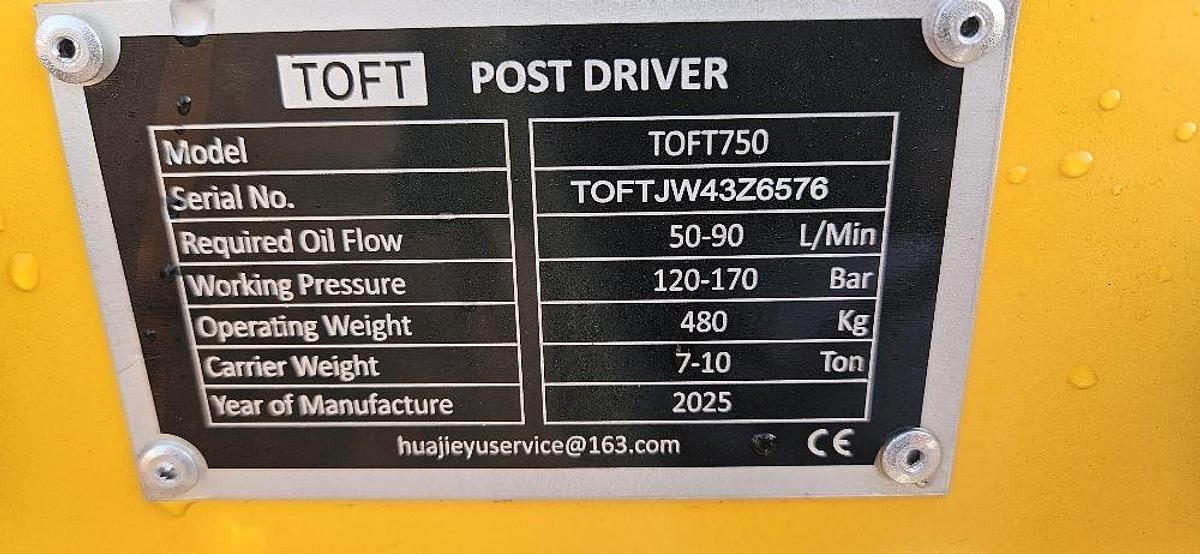 TOFT POST DRIVER
Model TOFT750
Serial No. TOFTJW43Z6576
Required Oil Flow 50-90 L/Min
Working Pressure 120-170 Bar
Operating Weight 480 Kg
Carrier Weight 7-10 Ton
Year of Manufacture 2025
huajieyuservice@163.com CE